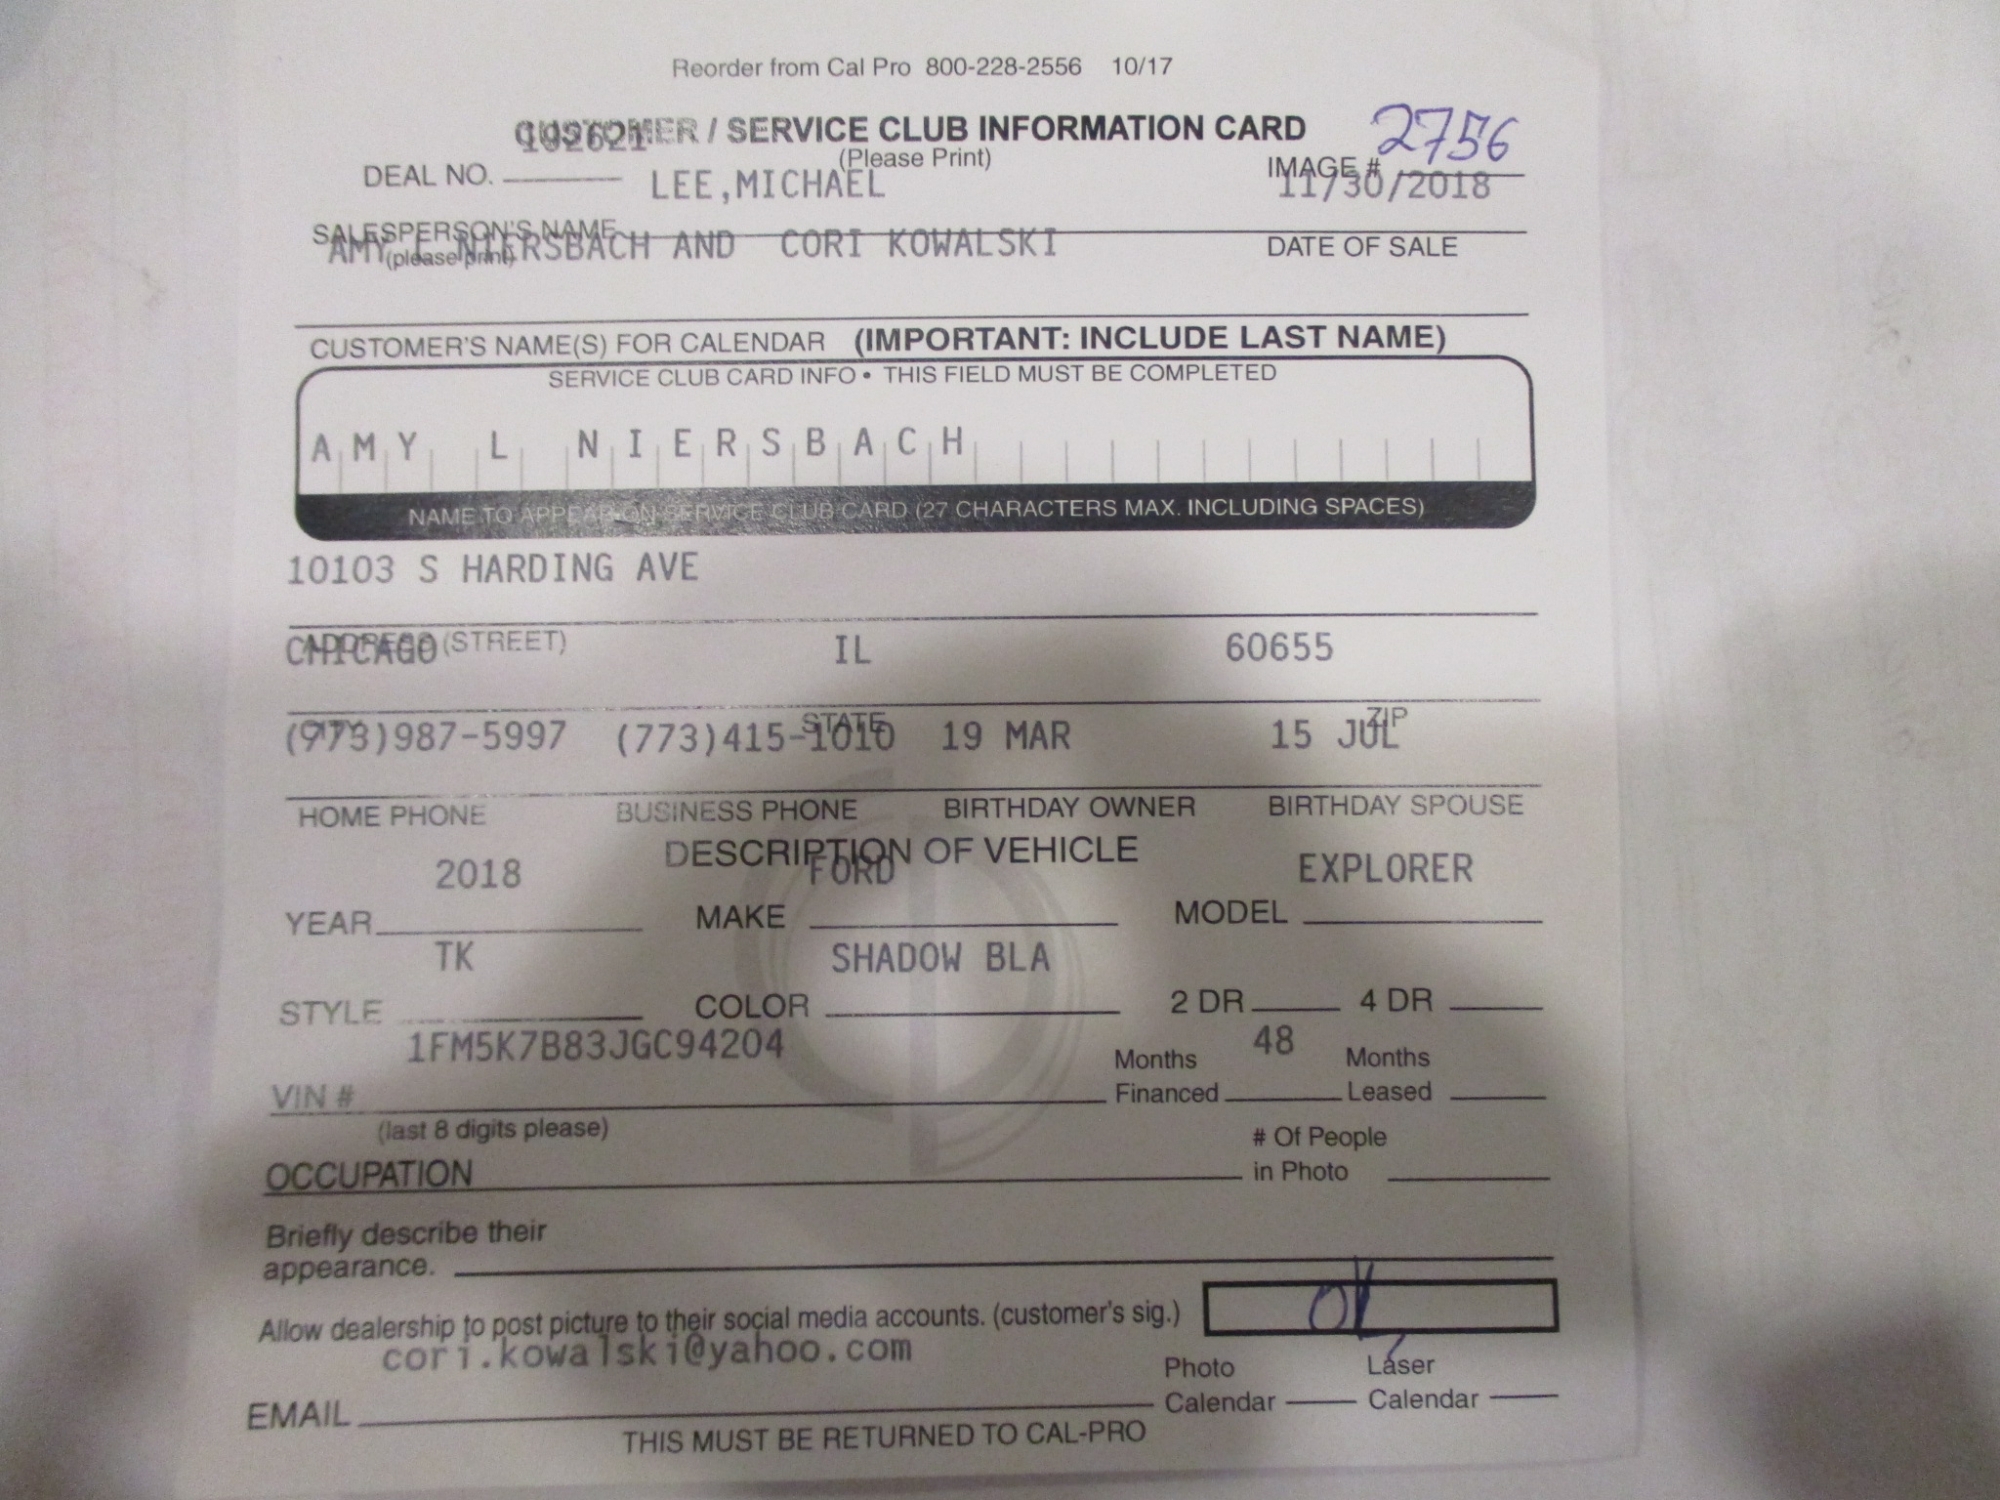 Reorder from Cal Pro 800-228-2556 10/17
CUSTOMER / SERVICE CLUB INFORMATION CARD
192621
(Please Print)
2756
DEAL NO. LEE,MICHAEL IMAGE #
11/30/2018
SALESPERSON'S NAME
(please print)
AMY L NIERSBACH AND CORI KOWALSKI DATE OF SALE
CUSTOMER'S NAME(S) FOR CALENDAR (IMPORTANT: INCLUDE LAST NAME)
SERVICE CLUB CARD INFO • THIS FIELD MUST BE COMPLETED
AMY L NIERSBACH
NAME TO APPEAR ON SERVICE CLUB CARD (27 CHARACTERS MAX. INCLUDING SPACES)
10103 S HARDING AVE
ADDRESS (STREET)
CHICAGO IL 60655
CITY STATE ZIP
(773)987-5997 (773)415-1010 19 MAR 15 JUL
HOME PHONE BUSINESS PHONE BIRTHDAY OWNER BIRTHDAY SPOUSE
DESCRIPTION OF VEHICLE
2018 FORD EXPLORER
YEAR MAKE MODEL
TK SHADOW BLA
STYLE COLOR 2 DR 4 DR
1FM5K7B83JGC94204 48
VIN # Months Financed Months Leased
(last 8 digits please)
OCCUPATION # Of People in Photo
Briefly describe their
appearance.
Allow dealership to post picture to their social media accounts. (customer's sig.) OK
cori.kowalski@yahoo.com
EMAIL Photo Calendar Laser Calendar
THIS MUST BE RETURNED TO CAL-PRO